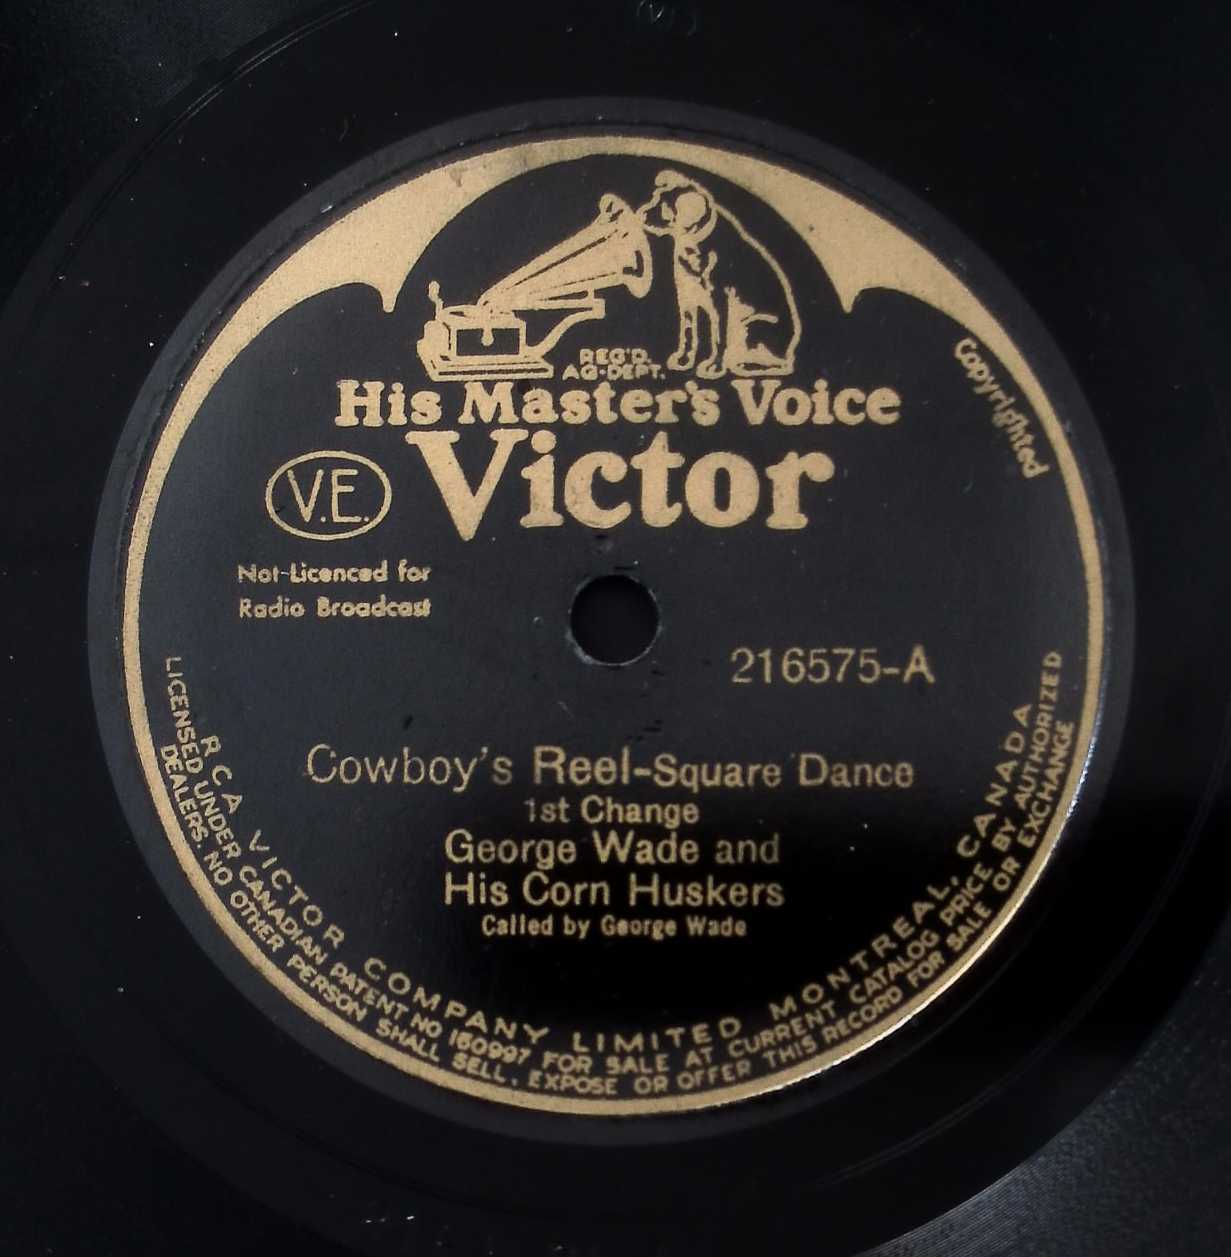 REG'D.
AG-DEPT.
His Master's Voice
Victor
Copyrighted
V.E.
Not-Licenced for
Radio Broadcast
216575-A
Cowboy's Reel-Square Dance
1st Change
George Wade and
His Corn Huskers
Called by George Wade
RCA VICTOR COMPANY LIMITED MONTREAL, CANADA
LICENSED UNDER CANADIAN PATENT NO 160997 FOR SALE AT CURRENT CATALOG PRICE BY AUTHORIZED
DEALERS. NO OTHER PERSON SHALL SELL, EXPOSE OR OFFER THIS RECORD FOR SALE OR EXCHANGE